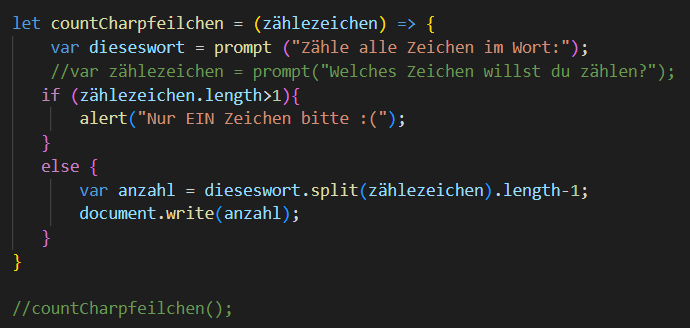 let countCharpfeilchen = (zählezeichen) => {
var dieseswort = prompt ("Zähle alle Zeichen im Wort:");
//var zählezeichen = prompt("Welches Zeichen willst du zählen?");
if (zählezeichen.length>1){
alert("Nur EIN Zeichen bitte :(");
}
else {
var anzahl = dieseswort.split(zählezeichen).length-1;
document.write(anzahl);
}
}
//countCharpfeilchen();